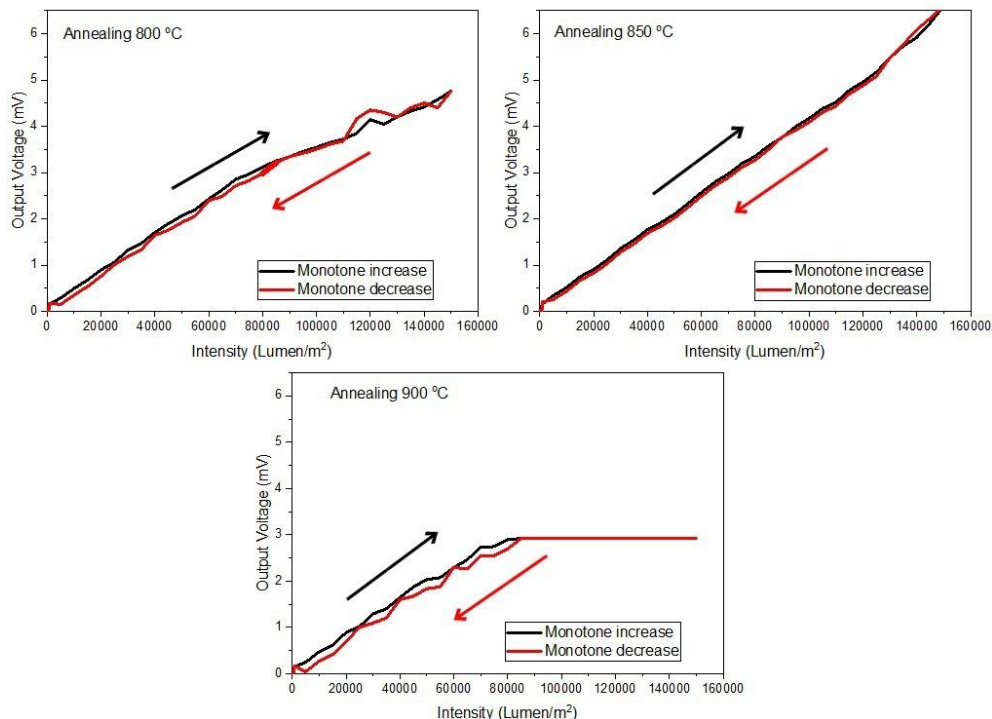 Annealing 800 ºC
Output Voltage (mV)
6
5
4
3
2
1
0
0 20000 40000 60000 80000 100000 120000 140000 160000
Intensity (Lumen/m²)
Monotone increase
Monotone decrease
Annealing 850 ºC
Output Voltage (mV)
6
5
4
3
2
1
0
0 20000 40000 60000 80000 100000 120000 140000 160000
Intensity (Lumen/m²)
Monotone increase
Monotone decrease
Annealing 900 ºC
Output Voltage (mV)
6
5
4
3
2
1
0
0 20000 40000 60000 80000 100000 120000 140000 160000
Intensity (Lumen/m²)
Monotone increase
Monotone decrease